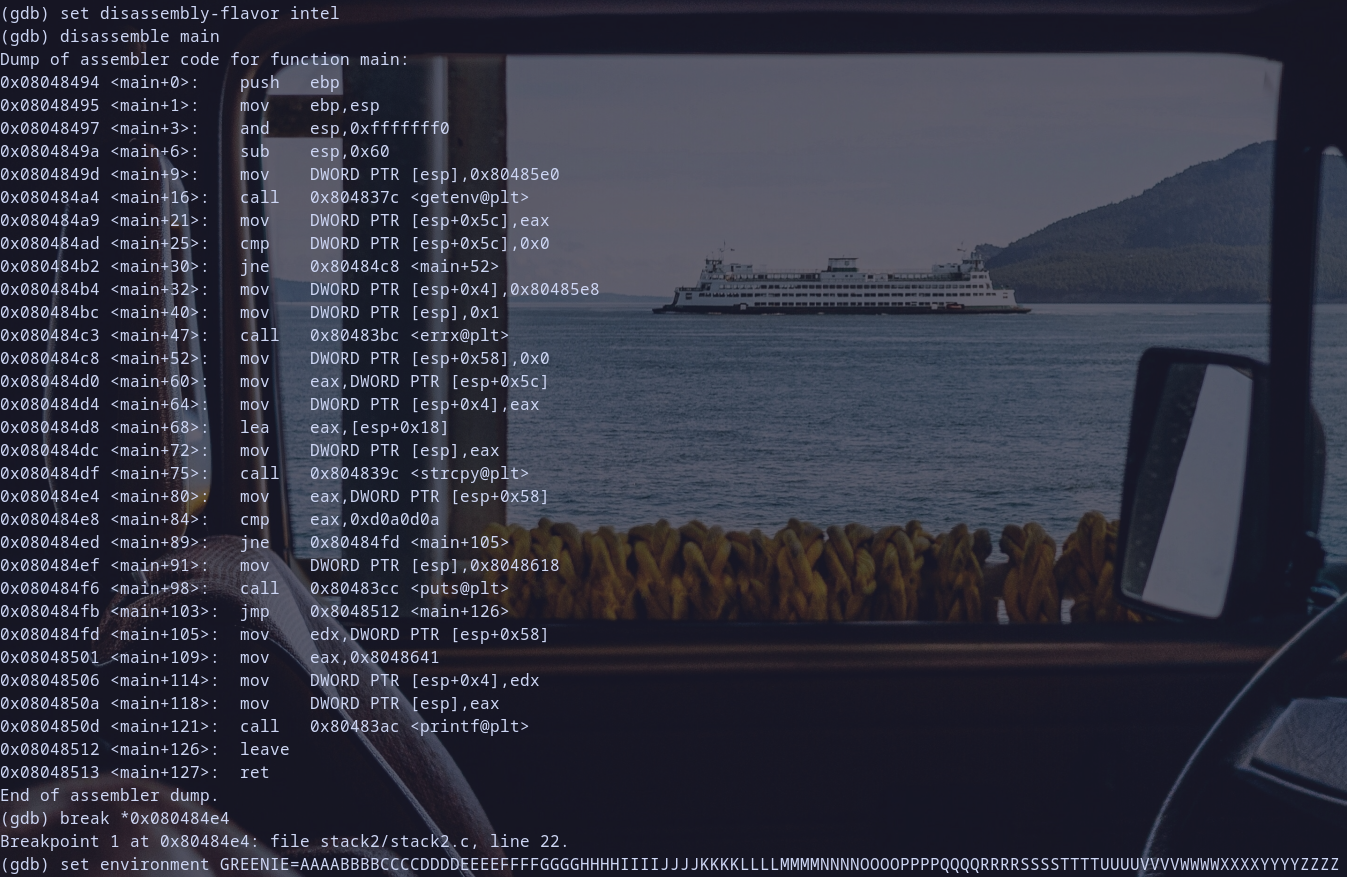 (gdb) set disassembly-flavor intel
(gdb) disassemble main
Dump of assembler code for function main:
0x08048494 <main+0>:    push   ebp
0x08048495 <main+1>:    mov    ebp,esp
0x08048497 <main+3>:    and    esp,0xfffffff0
0x0804849a <main+6>:    sub    esp,0x60
0x0804849d <main+9>:    mov    DWORD PTR [esp],0x80485e0
0x080484a4 <main+16>:   call   0x804837c <getenv@plt>
0x080484a9 <main+21>:   mov    DWORD PTR [esp+0x5c],eax
0x080484ad <main+25>:   cmp    DWORD PTR [esp+0x5c],0x0
0x080484b2 <main+30>:   jne    0x80484c8 <main+52>
0x080484b4 <main+32>:   mov    DWORD PTR [esp+0x4],0x80485e8
0x080484bc <main+40>:   mov    DWORD PTR [esp],0x1
0x080484c3 <main+47>:   call   0x80483bc <errx@plt>
0x080484c8 <main+52>:   mov    DWORD PTR [esp+0x58],0x0
0x080484d0 <main+60>:   mov    eax,DWORD PTR [esp+0x5c]
0x080484d4 <main+64>:   mov    DWORD PTR [esp+0x4],eax
0x080484d8 <main+68>:   lea    eax,[esp+0x18]
0x080484dc <main+72>:   mov    DWORD PTR [esp],eax
0x080484df <main+75>:   call   0x804839c <strcpy@plt>
0x080484e4 <main+80>:   mov    eax,DWORD PTR [esp+0x58]
0x080484e8 <main+84>:   cmp    eax,0xd0a0d0a
0x080484ed <main+89>:   jne    0x80484fd <main+105>
0x080484ef <main+91>:   mov    DWORD PTR [esp],0x8048618
0x080484f6 <main+98>:   call   0x80483cc <puts@plt>
0x080484fb <main+103>:  jmp    0x8048512 <main+126>
0x080484fd <main+105>:  mov    edx,DWORD PTR [esp+0x58]
0x08048501 <main+109>:  mov    eax,0x8048641
0x08048506 <main+114>:  mov    DWORD PTR [esp+0x4],edx
0x0804850a <main+118>:  mov    DWORD PTR [esp],eax
0x0804850d <main+121>:  call   0x80483ac <printf@plt>
0x08048512 <main+126>:  leave
0x08048513 <main+127>:  ret
End of assembler dump.
(gdb) break *0x080484e4
Breakpoint 1 at 0x80484e4: file stack2/stack2.c, line 22.
(gdb) set environment GREENIE=AAAABBBBCCCCDDDDEEEEFFFFGGGGHHHHIIIIJJJJKKKKLLLLMMMMNNNNOOOOPPPPQQQQRRRRSSSSTTTTUUUUVVVVWWWWXXXXYYYYZZZZ